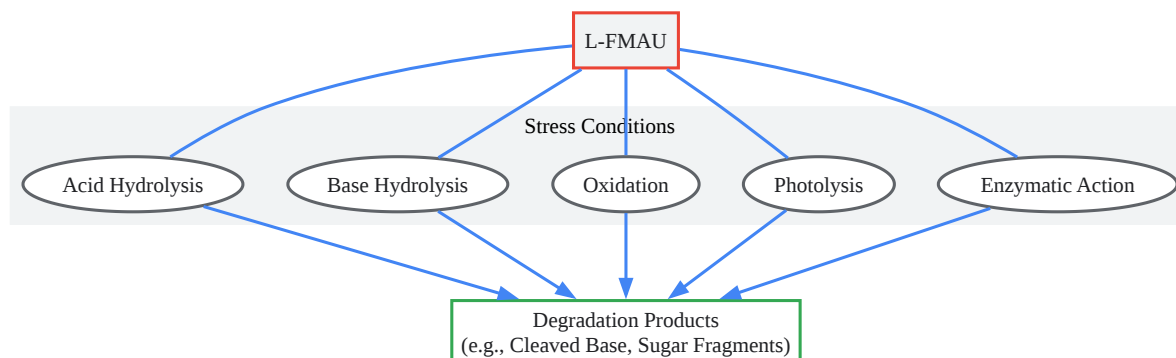 L-FMAU
Stress Conditions
Acid Hydrolysis
Base Hydrolysis
Oxidation
Photolysis
Enzymatic Action
Degradation Products
(e.g., Cleaved Base, Sugar Fragments)